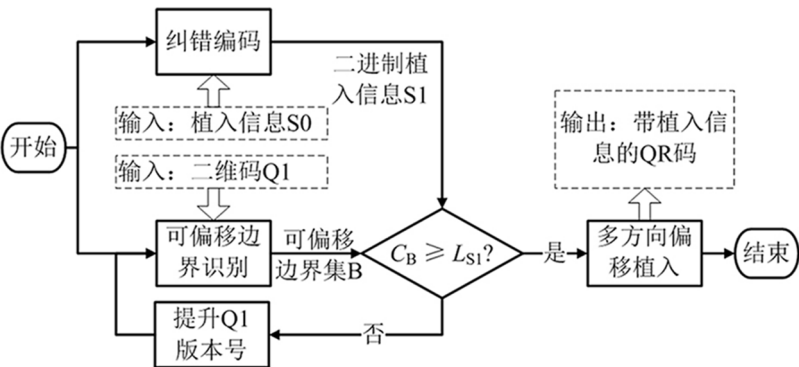 纠错编码
二进制植
入信息S1
输入：植入信息S0
开始
输入：二维码Q1
输出：带植入信
息的QR码
可偏移边
界识别
可偏移
边界集B
C_B ≥ L_S1?
是
多方向偏
移植入
结束
提升Q1
版本号
否